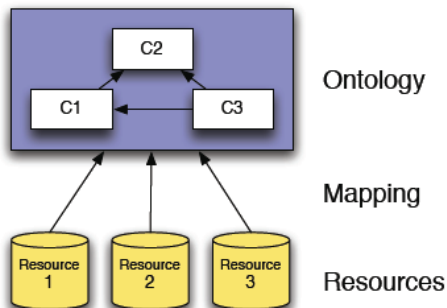 C2
C1
C3
Ontology
Mapping
Resource
1
Resource
2
Resource
3
Resources